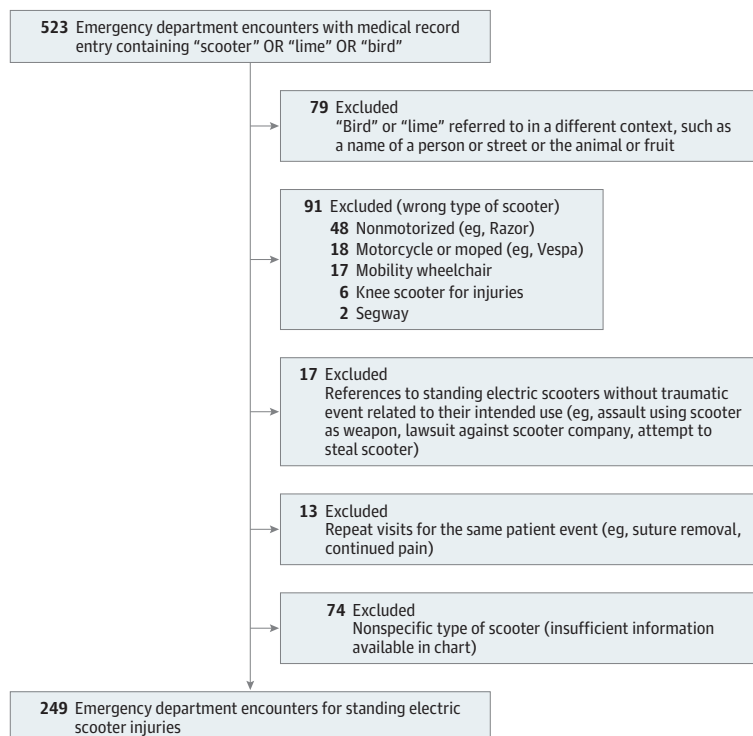 523 Emergency department encounters with medical record
entry containing “scooter” OR “lime” OR “bird”
79 Excluded
“Bird” or “lime” referred to in a different context, such as
a name of a person or street or the animal or fruit
91 Excluded (wrong type of scooter)
48 Nonmotorized (eg, Razor)
18 Motorcycle or moped (eg, Vespa)
17 Mobility wheelchair
6 Knee scooter for injuries
2 Segway
17 Excluded
References to standing electric scooters without traumatic
event related to their intended use (eg, assault using scooter
as weapon, lawsuit against scooter company, attempt to
steal scooter)
13 Excluded
Repeat visits for the same patient event (eg, suture removal,
continued pain)
74 Excluded
Nonspecific type of scooter (insufficient information
available in chart)
249 Emergency department encounters for standing electric
scooter injuries